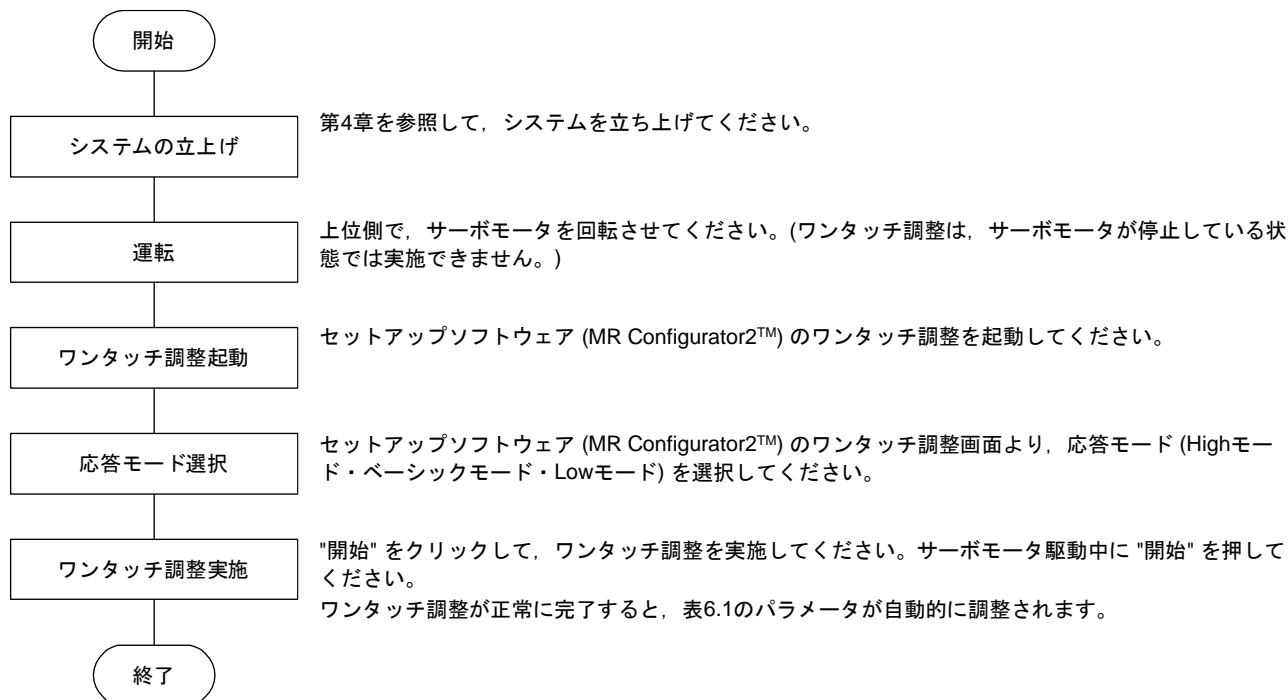 開始
システムの立上げ
第4章を参照して，システムを立ち上げてください。
運転
上位側で，サーボモータを回転させてください。(ワンタッチ調整は，サーボモータが停止している状
態では実施できません。)
ワンタッチ調整起動
セットアップソフトウェア (MR Configurator2TM) のワンタッチ調整を起動してください。
応答モード選択
セットアップソフトウェア (MR Configurator2TM) のワンタッチ調整画面より，応答モード (Highモー
ド・ベーシックモード・Lowモード) を選択してください。
ワンタッチ調整実施
"開始" をクリックして，ワンタッチ調整を実施してください。サーボモータ駆動中に "開始" を押して
ください。
ワンタッチ調整が正常に完了すると，表6.1のパラメータが自動的に調整されます。
終了